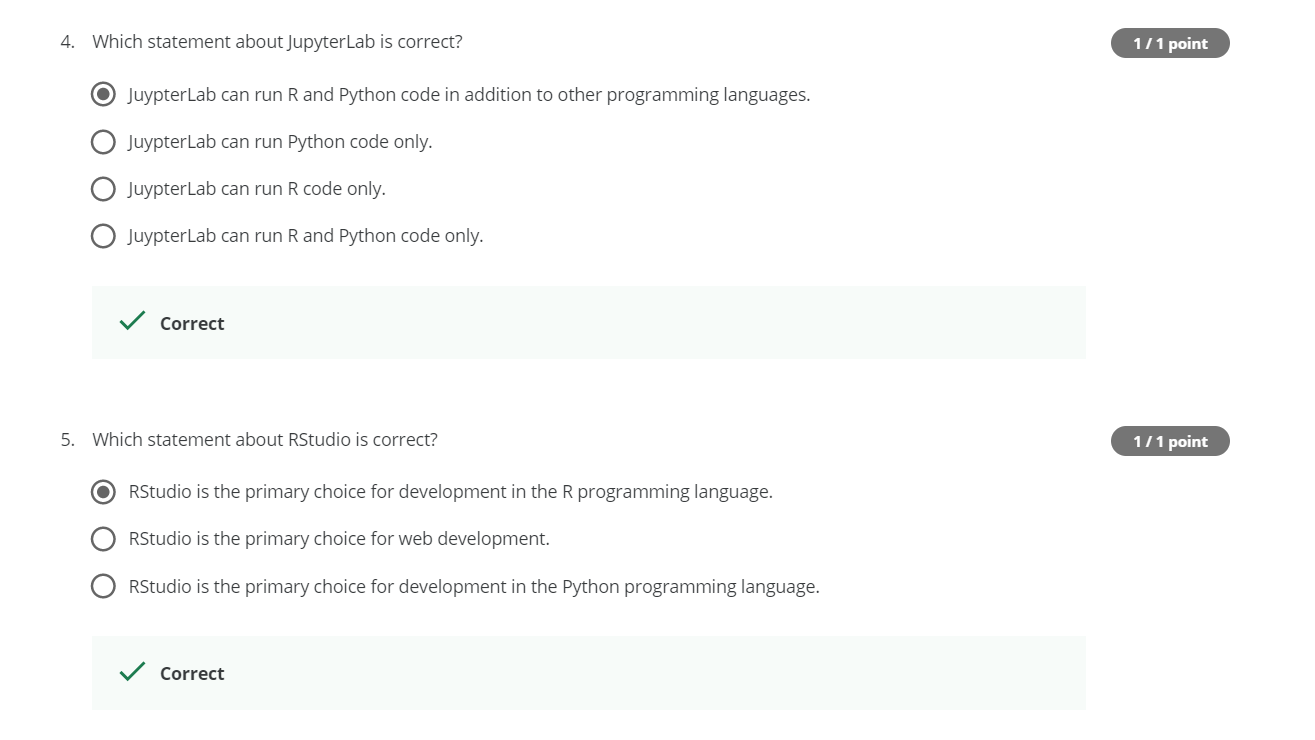 4. Which statement about JupyterLab is correct?
1 / 1 point
JuypterLab can run R and Python code in addition to other programming languages.
JuypterLab can run Python code only.
JuypterLab can run R code only.
JuypterLab can run R and Python code only.
Correct
5. Which statement about RStudio is correct?
1 / 1 point
RStudio is the primary choice for development in the R programming language.
RStudio is the primary choice for web development.
RStudio is the primary choice for development in the Python programming language.
Correct